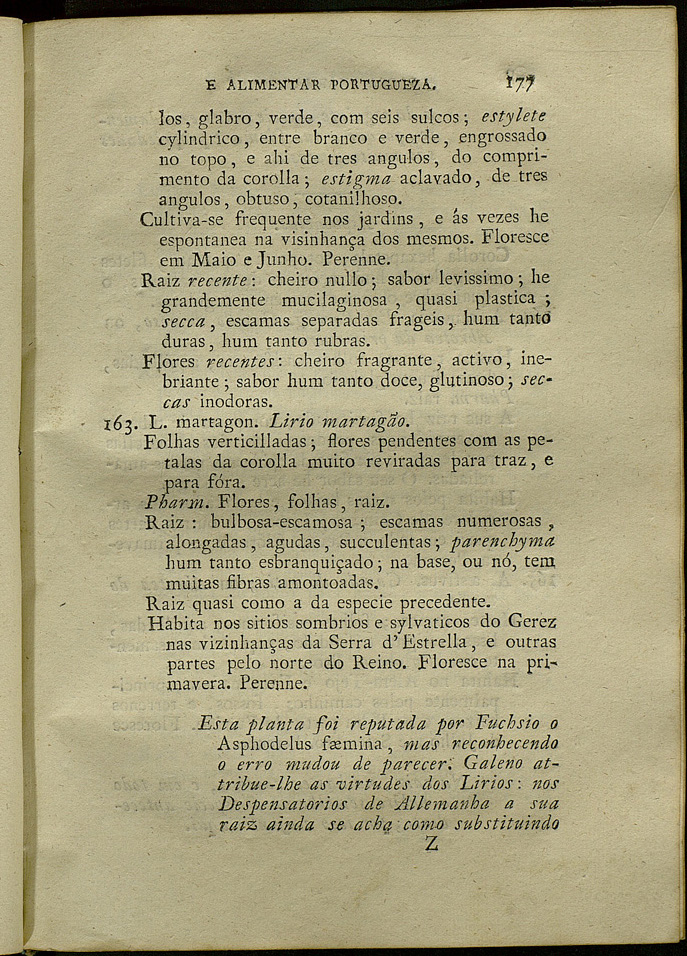 E ALIMENTAR PORTUGUEZA. 177
los, glabro, verde, com seis sulcos; estylete
cylindrico, entre branco e verde, engrossado
no topo, e ahi de tres angulos, do compri-
mento da corolla; estigma aclavado, de tres
angulos, obtuso, cotanilhoso.
Cultiva-se frequente nos jardins, e ás vezes he
espontanea na visinhança dos mesmos. Floresce
em Maio e Junho. Perenne.
Raiz recente: cheiro nullo; sabor levissimo; he
grandemente mucilaginosa, quasi plastica;
secca, escamas separadas frageis, hum tanto
duras, hum tanto rubras.
Flores recentes: cheiro fragrante, activo, ine-
briante; sabor hum tanto doce, glutinoso; sec-
cas inodoras.
163. L. martagon. Lirio martagão.
Folhas verticilladas; flores pendentes com as pe-
talas da corolla muito reviradas para traz, e
para fóra.
Pharm. Flores, folhas, raiz.
Raiz: bulbosa-escamosa; escamas numerosas,
alongadas, agudas, succulentas; parenchyma
hum tanto esbranquiçado; na base, ou nó, tem
muitas fibras amontoadas.
Raiz quasi como a da especie precedente.
Habita nos sitios sombrios e sylvaticos do Gerez
nas vizinhanças da Serra d'Estrella, e outras
partes pelo norte do Reino. Floresce na pri-
mavera. Perenne.
Esta planta foi reputada por Fuchsio o
Asphodelus fæmina, mas reconhecendo
o erro mudou de parecer. Galeno at-
tribue-lhe as virtudes dos Lirios: nos
Despensatorios de Allemanha a sua
raiz ainda se acha como substituindo
Z